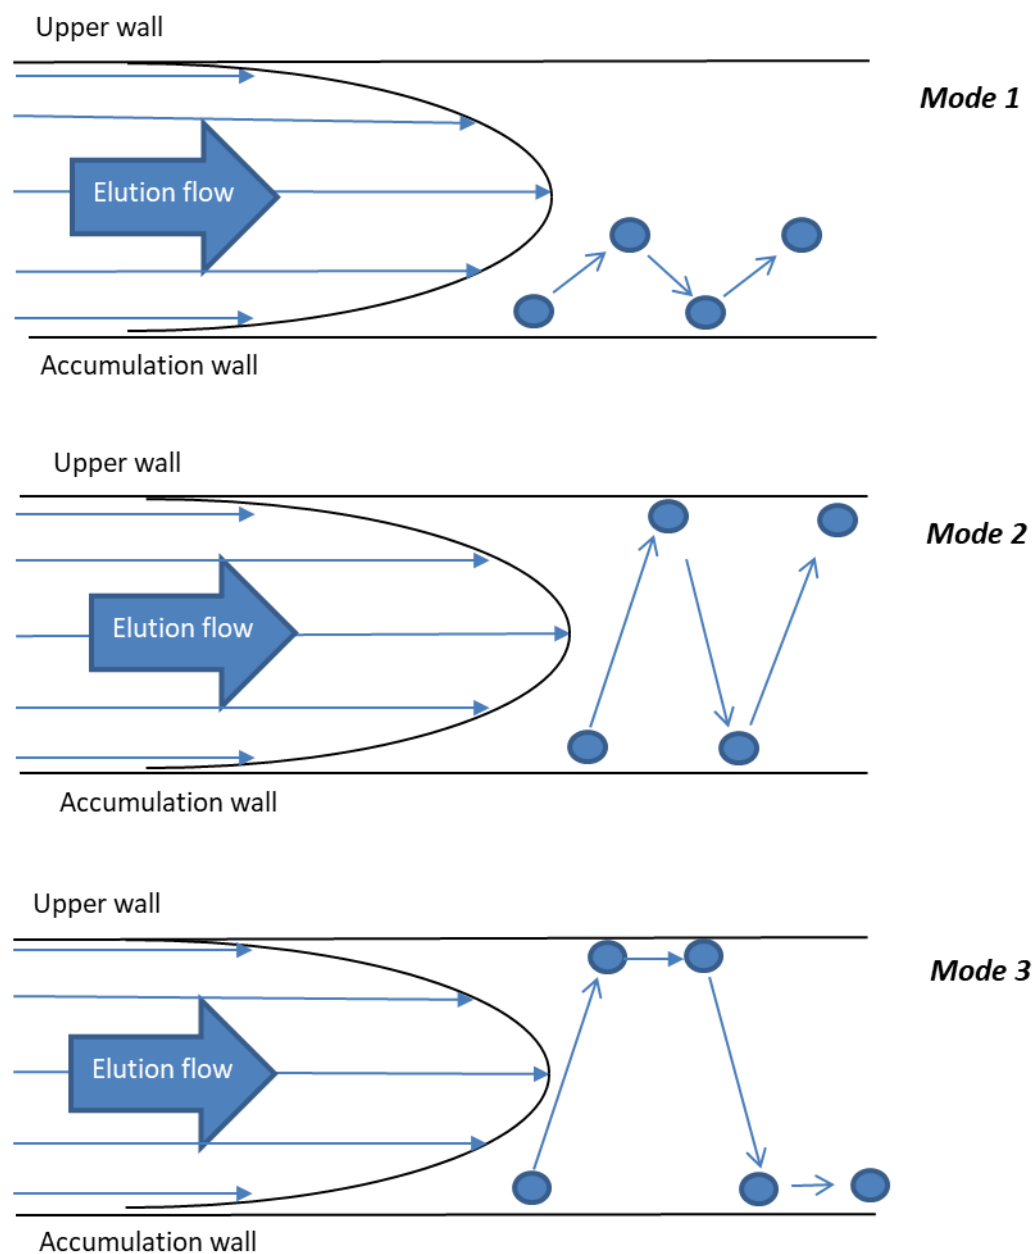 Upper wall
Mode 1
Elution flow
Accumulation wall
Upper wall
Mode 2
Elution flow
Accumulation wall
Upper wall
Mode 3
Elution flow
Accumulation wall